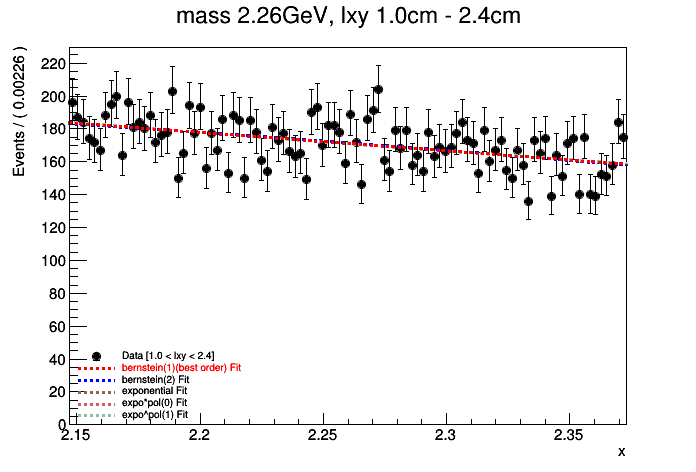 mass 2.26GeV, lxy 1.0cm - 2.4cm
Events / ( 0.00226 )
220
200
180
160
140
120
100
80
60
40
20
0
Data [1.0 < lxy < 2.4]
bernstein(1)(best order) Fit
bernstein(2) Fit
exponential Fit
expo*pol(0) Fit
expo*pol(1) Fit
2.15 2.2 2.25 2.3 2.35
x